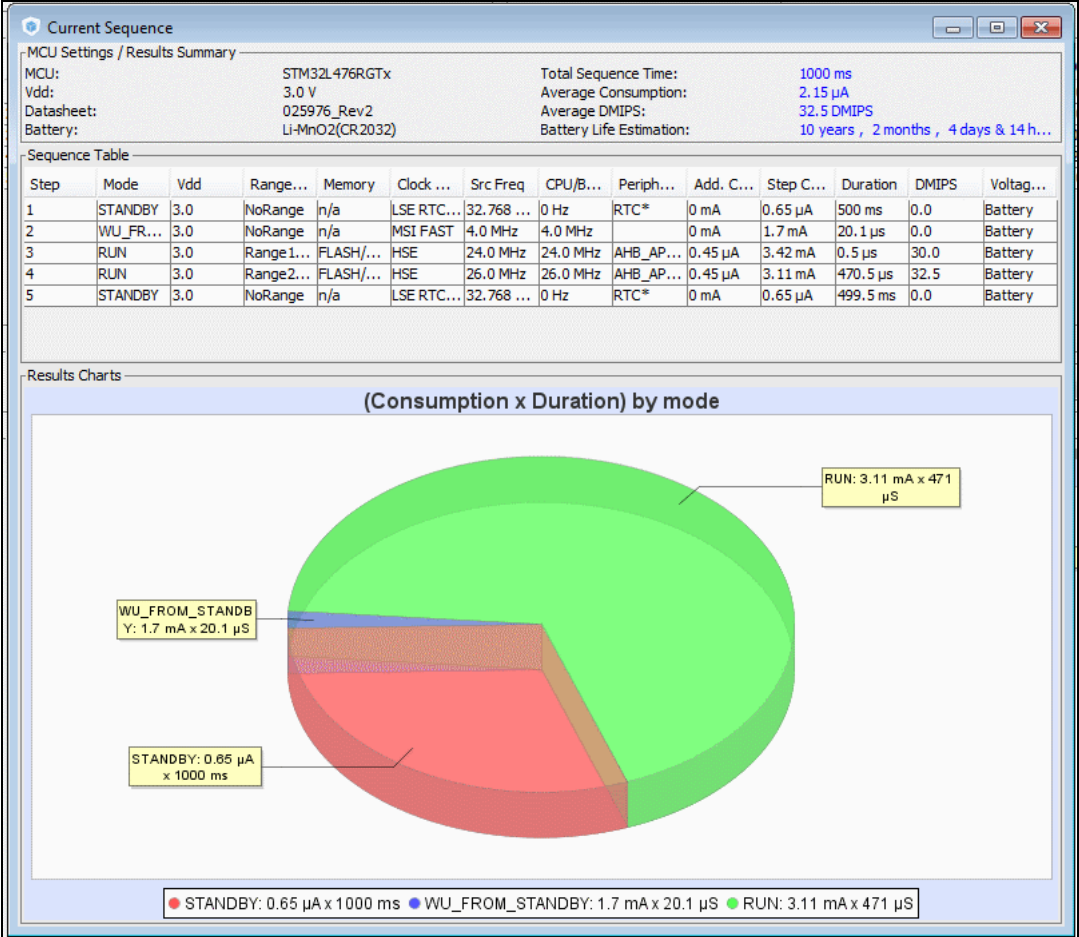 Current Sequence
MCU Settings / Results Summary
MCU: STM32L476RGTx Total Sequence Time: 1000 ms
Vdd: 3.0 V Average Consumption: 2.15 µA
Datasheet: 025976_Rev2 Average DMIPS: 32.5 DMIPS
Battery: Li-MnO2(CR2032) Battery Life Estimation: 10 years , 2 months , 4 days & 14 h...
Sequence Table
Step Mode Vdd Range... Memory Clock ... Src Freq CPU/B... Periph... Add. C... Step C... Duration DMIPS Voltag...
1 STANDBY 3.0 NoRange n/a LSE RTC... 32.768 ... 0 Hz RTC* 0 mA 0.65 µA 500 ms 0.0 Battery
2 WU_FR... 3.0 NoRange n/a MSI FAST 4.0 MHz 4.0 MHz 0 mA 1.7 mA 20.1 µs 0.0 Battery
3 RUN 3.0 Range1... FLASH/... HSE 24.0 MHz 24.0 MHz AHB_AP... 0.45 µA 3.42 mA 0.5 µs 30.0 Battery
4 RUN 3.0 Range2... FLASH/... HSE 26.0 MHz 26.0 MHz AHB_AP... 0.45 µA 3.11 mA 470.5 µs 32.5 Battery
5 STANDBY 3.0 NoRange n/a LSE RTC... 32.768 ... 0 Hz RTC* 0 mA 0.65 µA 499.5 ms 0.0 Battery
Results Charts
(Consumption x Duration) by mode
RUN: 3.11 mA x 471
µS
WU_FROM_STANDB
Y: 1.7 mA x 20.1 µS
STANDBY: 0.65 µA
x 1000 ms
STANDBY: 0.65 µA x 1000 ms WU_FROM_STANDBY: 1.7 mA x 20.1 µS RUN: 3.11 mA x 471 µS